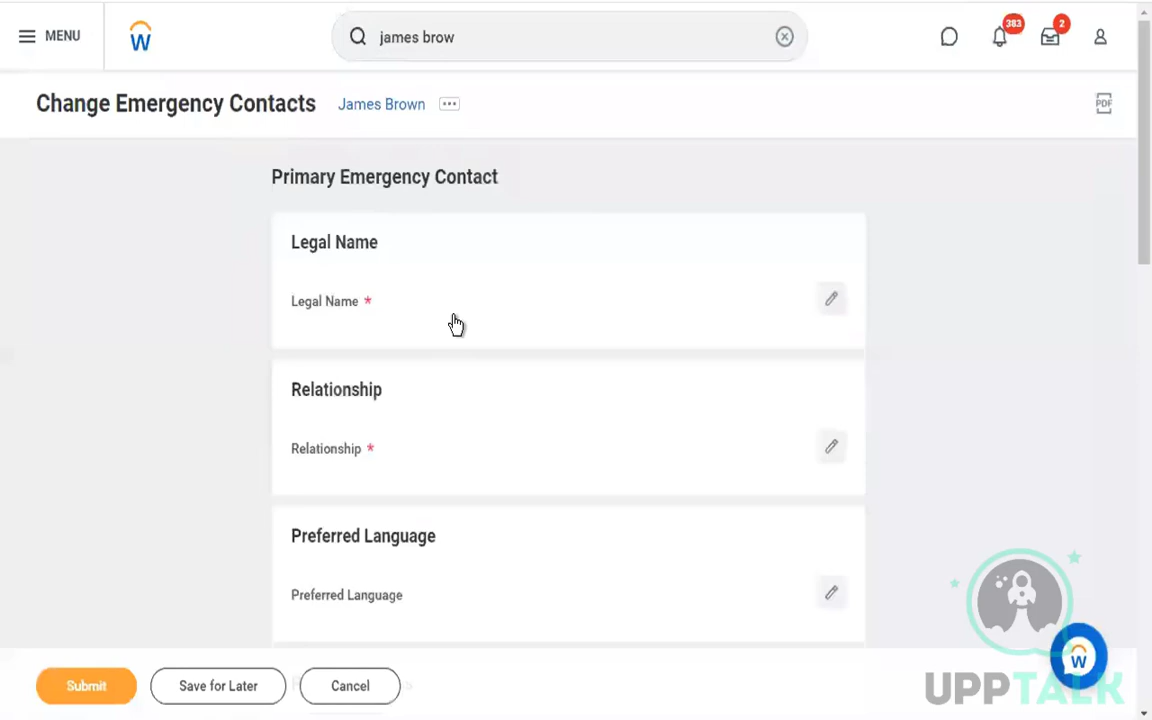 MENU
james brow
383
2
Change Emergency Contacts
James Brown
PDF
Primary Emergency Contact
Legal Name
Legal Name *
Relationship
Relationship *
Preferred Language
Preferred Language
Submit
Save for Later
Cancel
W
UPPTALK